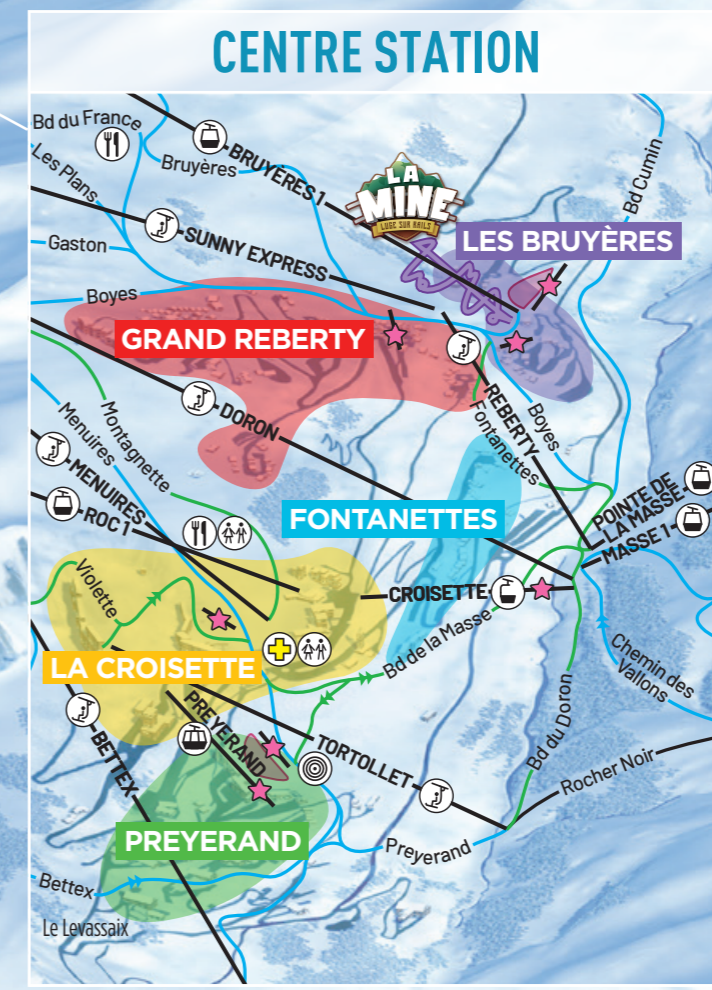 CENTRE STATION
Bd du France
Bruyères
BRUYÈRES 1
Les Plans
LA
MINE
LUGE SUR RAILS
Bd Cumin
Gaston
SUNNY EXPRESS
LES BRUYÈRES
Boyes
GRAND REBERTY
REBERTY
Fontanettes
Boyes
DORON
Montagnette
Menuires
MENUIRES
ROC 1
FONTANETTES
POINTE DE
LA MASSE
MASSE 1
Violette
CROISETTE
Bd de la Masse
LA CROISETTE
Chemin des
Vallons
PREYERAND
BETTEX
TORTOLLET
Bd du Doron
Rocher Noir
PREYERAND
Preyerand
Bettex
Le Levassaix